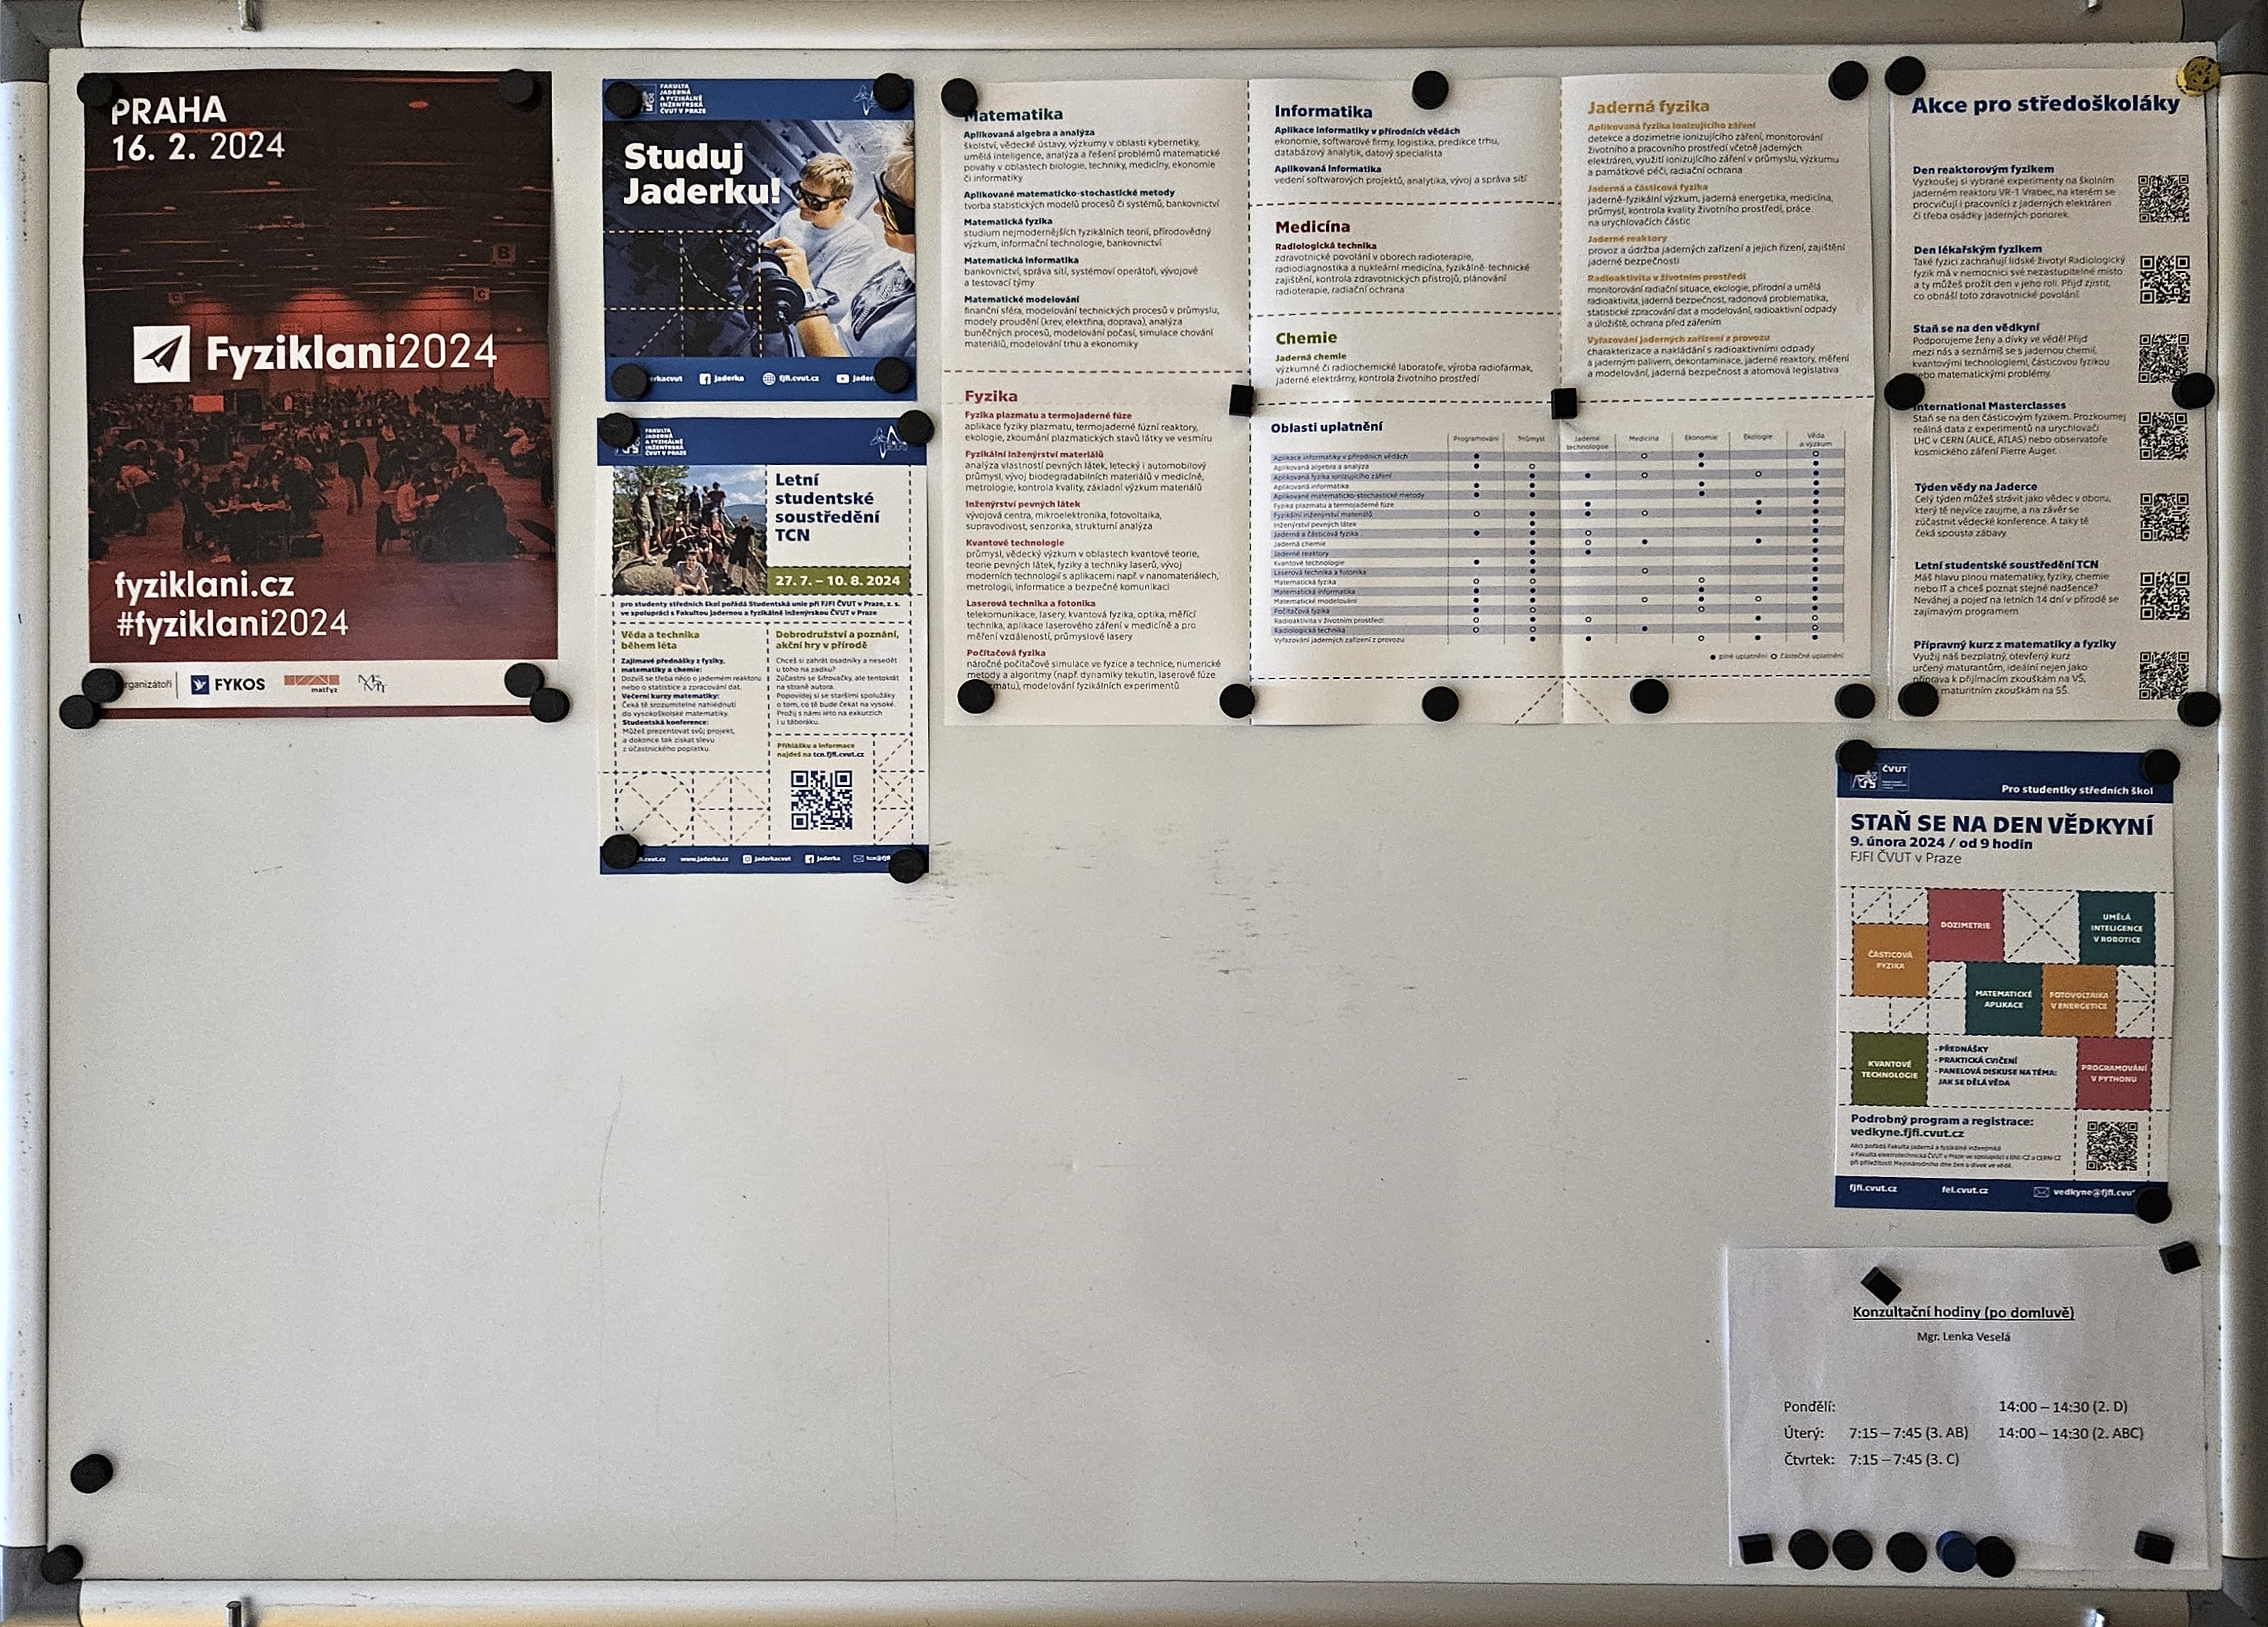 PRAHA
16. 2. 2024
Fyziklani2024
fyziklani.cz
#fyziklani2024
FYKOS
matfyz
FAKULTA
JADERNÁ
A FYZIKÁLNĚ
INŽENÝRSKÁ
ČVUT V PRAZE
Studuj
Jaderku!
jaderka
fjfi.cvut.cz
FAKULTA
JADERNÁ
A FYZIKÁLNĚ
INŽENÝRSKÁ
ČVUT V PRAZE
Letní
studentské
soustředění
TCN
27. 7. – 10. 8. 2024
pro studenty středních škol pořádá Studentská unie při FJFI ČVUT v Praze, z. s.
ve spolupráci s Fakultou jadernou a fyzikálně inženýrskou ČVUT v Praze
Věda a technika
během léta
Zajímavé přednášky z fyziky,
matematiky a chemie:
Dozvíš se třeba něco o jaderném reaktoru
nebo o statistice a zpracování dat.
Večerní kurzy matematiky:
Čeká tě srozumitelné nahlédnutí
do vysokoškolské matematiky.
Studentská konference:
Můžeš prezentovat svůj projekt,
a dokonce tak získat slevu
z účastnického poplatku.
Dobrodružství a poznání,
akční hry v přírodě
Chceš si zahrát osadníky a nesedět
u toho na zadku?
Zúčastni se šifrovačky, ale tentokrát
na straně autora.
Popovídej si se staršími spolužáky
o tom, co tě bude čekat na vysoké.
Prožij s námi léto na exkurzích
i u táboráku.
Přihlášku a informace
najdeš na tcn.fjfi.cvut.cz
www.jaderka.cz
jaderkacvut
jaderka
Matematika
Aplikovaná algebra a analýza
školství, vědecké ústavy, výzkumy v oblasti kybernetiky,
umělá inteligence, analýza a řešení problémů matematické
povahy v oblastech biologie, techniky, medicíny, ekonomie
či informatiky
Aplikované matematicko-stochastické metody
tvorba statistických modelů procesů či systémů, bankovnictví
Matematická fyzika
studium nejmodernějších fyzikálních teorií, přírodovědný
výzkum, informační technologie, bankovnictví
Matematická informatika
bankovnictví, správa sítí, systémoví operátoři, vývojové
a testovací týmy
Matematické modelování
finanční sféra, modelování technických procesů v průmyslu,
modely proudění (krev, elektřina, doprava), analýza
buněčných procesů, modelování počasí, simulace chování
materiálů, modelování trhu a ekonomiky
Fyzika
Fyzika plazmatu a termojaderné fúze
aplikace fyziky plazmatu, termojaderné fúzní reaktory,
ekologie, zkoumání plazmatických stavů látky ve vesmíru
Fyzikální inženýrství materiálů
analýza vlastností pevných látek, letecký i automobilový
průmysl, vývoj biodegradabilních materiálů v medicíně,
metrologie, kontrola kvality, základní výzkum materiálů
Inženýrství pevných látek
vývojová centra, mikroelektronika, fotovoltaika,
supravodivost, senzorika, strukturní analýza
Kvantové technologie
průmysl, vědecký výzkum v oblastech kvantové teorie,
teorie pevných látek, fyziky a techniky laserů, vývoj
moderních technologií s aplikacemi např. v nanomateriálech,
metrologii, informatice a bezpečné komunikaci
Laserová technika a fotonika
telekomunikace, lasery, kvantová fyzika, optika, měřící
technika, aplikace laserového záření v medicíně a pro
měření vzdáleností, průmyslové lasery
Počítačová fyzika
náročné počítačové simulace ve fyzice a technice, numerické
metody a algoritmy (např. dynamiky tekutin, laserové fúze
modelování fyzikálních experimentů
Informatika
Aplikace informatiky v přírodních vědách
ekonomie, softwarové firmy, logistika, predikce trhu,
databázový analytik, datový specialista
Aplikovaná informatika
vedení softwarových projektů, analytika, vývoj a správa sítí
Medicína
Radiologická technika
zdravotnické povolání v oborech radioterapie,
radiodiagnostika a nukleární medicína, fyzikálně-technické
zajištění, kontrola zdravotnických přístrojů, plánování
radioterapie, radiační ochrana
Chemie
Jaderná chemie
výzkumné či radiochemické laboratoře, výroba radiofarmak,
jaderné elektrárny, kontrola životního prostředí
Jaderná fyzika
Aplikovaná fyzika ionizujícího záření
detekce a dozimetrie ionizujícího záření, monitorování
životního a pracovního prostředí včetně jaderných
elektráren, využití ionizujícího záření v průmyslu, výzkumu
a památkové péči, radiační ochrana
Jaderná a částicová fyzika
jaderně-fyzikální výzkum, jaderná energetika, medicína,
průmysl, kontrola kvality životního prostředí, práce
na urychlovačích částic
Jaderné reaktory
provoz a údržba jaderných zařízení a jejich řízení, zajištění
jaderné bezpečnosti
Radioaktivita v životním prostředí
monitorování radiační situace, ekologie, přírodní a umělá
radioaktivita, jaderná bezpečnost, radonová problematika,
statistické zpracování dat a modelování, radioaktivní odpady
a úložiště, ochrana před zářením
Vyřazování jaderných zařízení z provozu
charakterizace a nakládání s radioaktivními odpady
a jaderným palivem, dekontaminace, jaderné reaktory, měření
a modelování, jaderná bezpečnost a atomová legislativa
Oblasti uplatnění
Programování Průmysl Jaderné technologie Medicína Ekonomie Ekologie Věda a výzkum
Aplikace informatiky v přírodních vědách
Aplikovaná algebra a analýza
Aplikovaná fyzika ionizujícího záření
Aplikovaná informatika
Aplikované matematicko-stochastické metody
Fyzika plazmatu a termojaderné fúze
Fyzikální inženýrství materiálů
Inženýrství pevných látek
Jaderná a částicová fyzika
Jaderná chemie
Jaderné reaktory
Kvantové technologie
Laserová technika a fotonika
Matematická fyzika
Matematická informatika
Matematické modelování
Počítačová fyzika
Radioaktivita v životním prostředí
Radiologická technika
Vyřazování jaderných zařízení z provozu
● plné uplatnění ○ částečné uplatnění
Akce pro středoškoláky
Den reaktorovým fyzikem
Vyzkoušej si vybrané experimenty na školním
jaderném reaktoru VR-1 Vrabec, na kterém se
procvičují i pracovníci z jaderných elektráren
či třeba osádky jaderných ponorek.
Den lékařským fyzikem
Také fyzici zachraňují lidské životy! Radiologický
fyzik má v nemocnici své nezastupitelné místo
a ty můžeš prožít den v jeho roli. Přijď zjistit,
co obnáší toto zdravotnické povolání.
Staň se na den vědkyní
Podporujeme ženy a dívky ve vědě! Přijď
mezi nás a seznámíš se s jadernou chemií,
kvantovými technologiemi, částicovou fyzikou
nebo matematickými problémy.
International Masterclasses
Staň se na den částicovým fyzikem. Prozkoumej
reálná data z experimentů na urychlovači
LHC v CERN (ALICE, ATLAS) nebo observatoře
kosmického záření Pierre Auger.
Týden vědy na Jaderce
Celý týden můžeš strávit jako vědec v oboru,
který tě nejvíce zaujme, a na závěr se
zúčastnit vědecké konference. A taky tě
čeká spousta zábavy.
Letní studentské soustředění TCN
Máš hlavu plnou matematiky, fyziky, chemie
nebo IT a chceš poznat stejné nadšence?
Neváhej a pojeď na letních 14 dní v přírodě se
zajímavým programem.
Přípravný kurz z matematiky a fyziky
Využij náš bezplatný, otevřený kurz
určený maturantům, ideální nejen jako
příprava k přijímacím zkouškám na VŠ,
maturitním zkouškám na SŠ.
ČVUT
Pro studentky středních škol
STAŇ SE NA DEN VĚDKYNÍ
9. února 2024 / od 9 hodin
FJFI ČVUT v Praze
DOZIMETRIE
UMĚLÁ
INTELIGENCE
V ROBOTICE
ČÁSTICOVÁ
FYZIKA
MATEMATICKÉ
APLIKACE
FOTOVOLTAIKA
V ENERGETICE
KVANTOVÉ
TECHNOLOGIE
- PŘEDNÁŠKY
- PRAKTICKÁ CVIČENÍ
- PANELOVÁ DISKUSE NA TÉMA:
JAK SE DĚLÁ VĚDA
PROGRAMOVÁNÍ
V PYTHONU
Podrobný program a registrace:
vedkyne.fjfi.cvut.cz
Akci pořádá Fakulta jaderná a fyzikálně inženýrská
a Fakulta elektrotechnická ČVUT v Praze ve spolupráci s BNL-CZ a CERN-CZ
při příležitosti Mezinárodního dne žen a dívek ve vědě.
fjfi.cvut.cz fel.cvut.cz vedkyne@fjfi.cvut
Konzultační hodiny (po domluvě)
Mgr. Lenka Veselá
Pondělí: 14:00 – 14:30 (2. D)
Úterý: 7:15 – 7:45 (3. AB) 14:00 – 14:30 (2. ABC)
Čtvrtek: 7:15 – 7:45 (3. C)